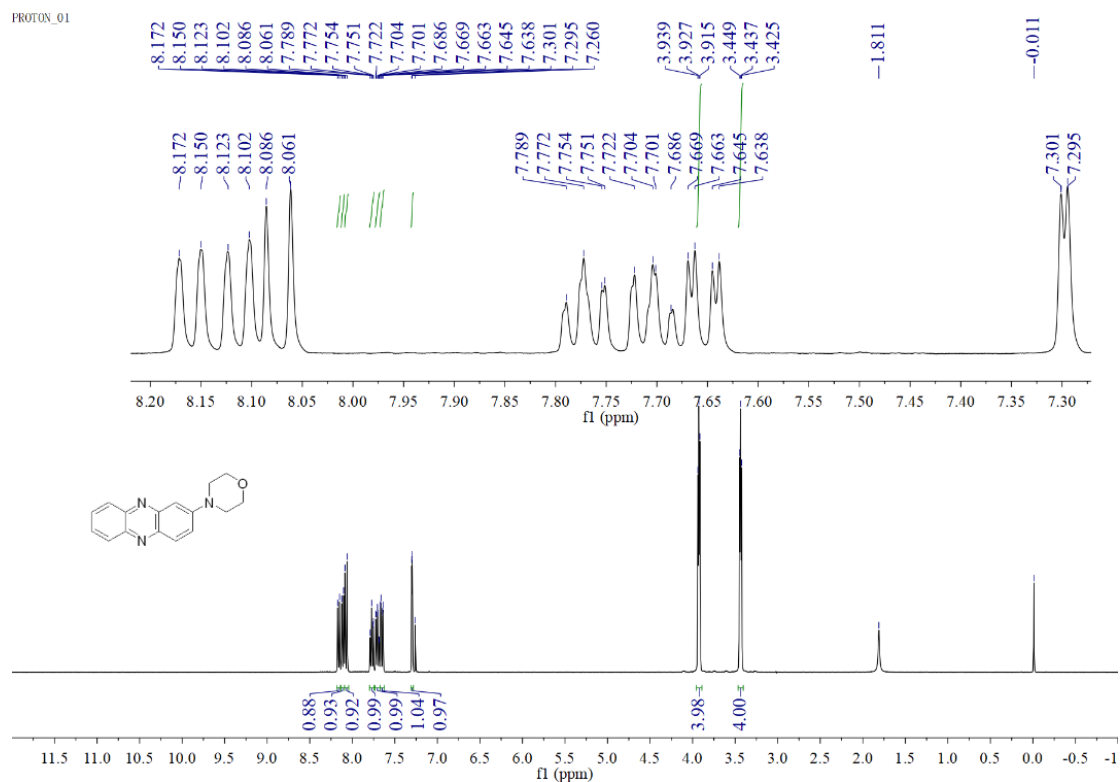 PROTON_01
8.172 8.150 8.123 8.102 8.086 8.061 7.789 7.772 7.754 7.751 7.722 7.704 7.701 7.686 7.669 7.663 7.645 7.638 7.301 7.295 7.260 3.939 3.927 3.915 3.449 3.437 3.425 -1.811 -0.011
8.172 8.150 8.123 8.102 8.086 8.061 7.789 7.772 7.754 7.751 7.722 7.704 7.701 7.686 7.669 7.663 7.645 7.638 7.301 7.295
8.20 8.15 8.10 8.05 8.00 7.95 7.90 7.85 7.80 7.75 7.70 7.65 7.60 7.55 7.50 7.45 7.40 7.35 7.30
f1 (ppm)
O
N N
N
0.88 0.93 0.92 0.99 0.99 1.04 0.97 3.98 4.00
11.5 11.0 10.5 10.0 9.5 9.0 8.5 8.0 7.5 7.0 6.5 6.0 5.5 5.0 4.5 4.0 3.5 3.0 2.5 2.0 1.5 1.0 0.5 0.0 -0.5 -1
f1 (ppm)